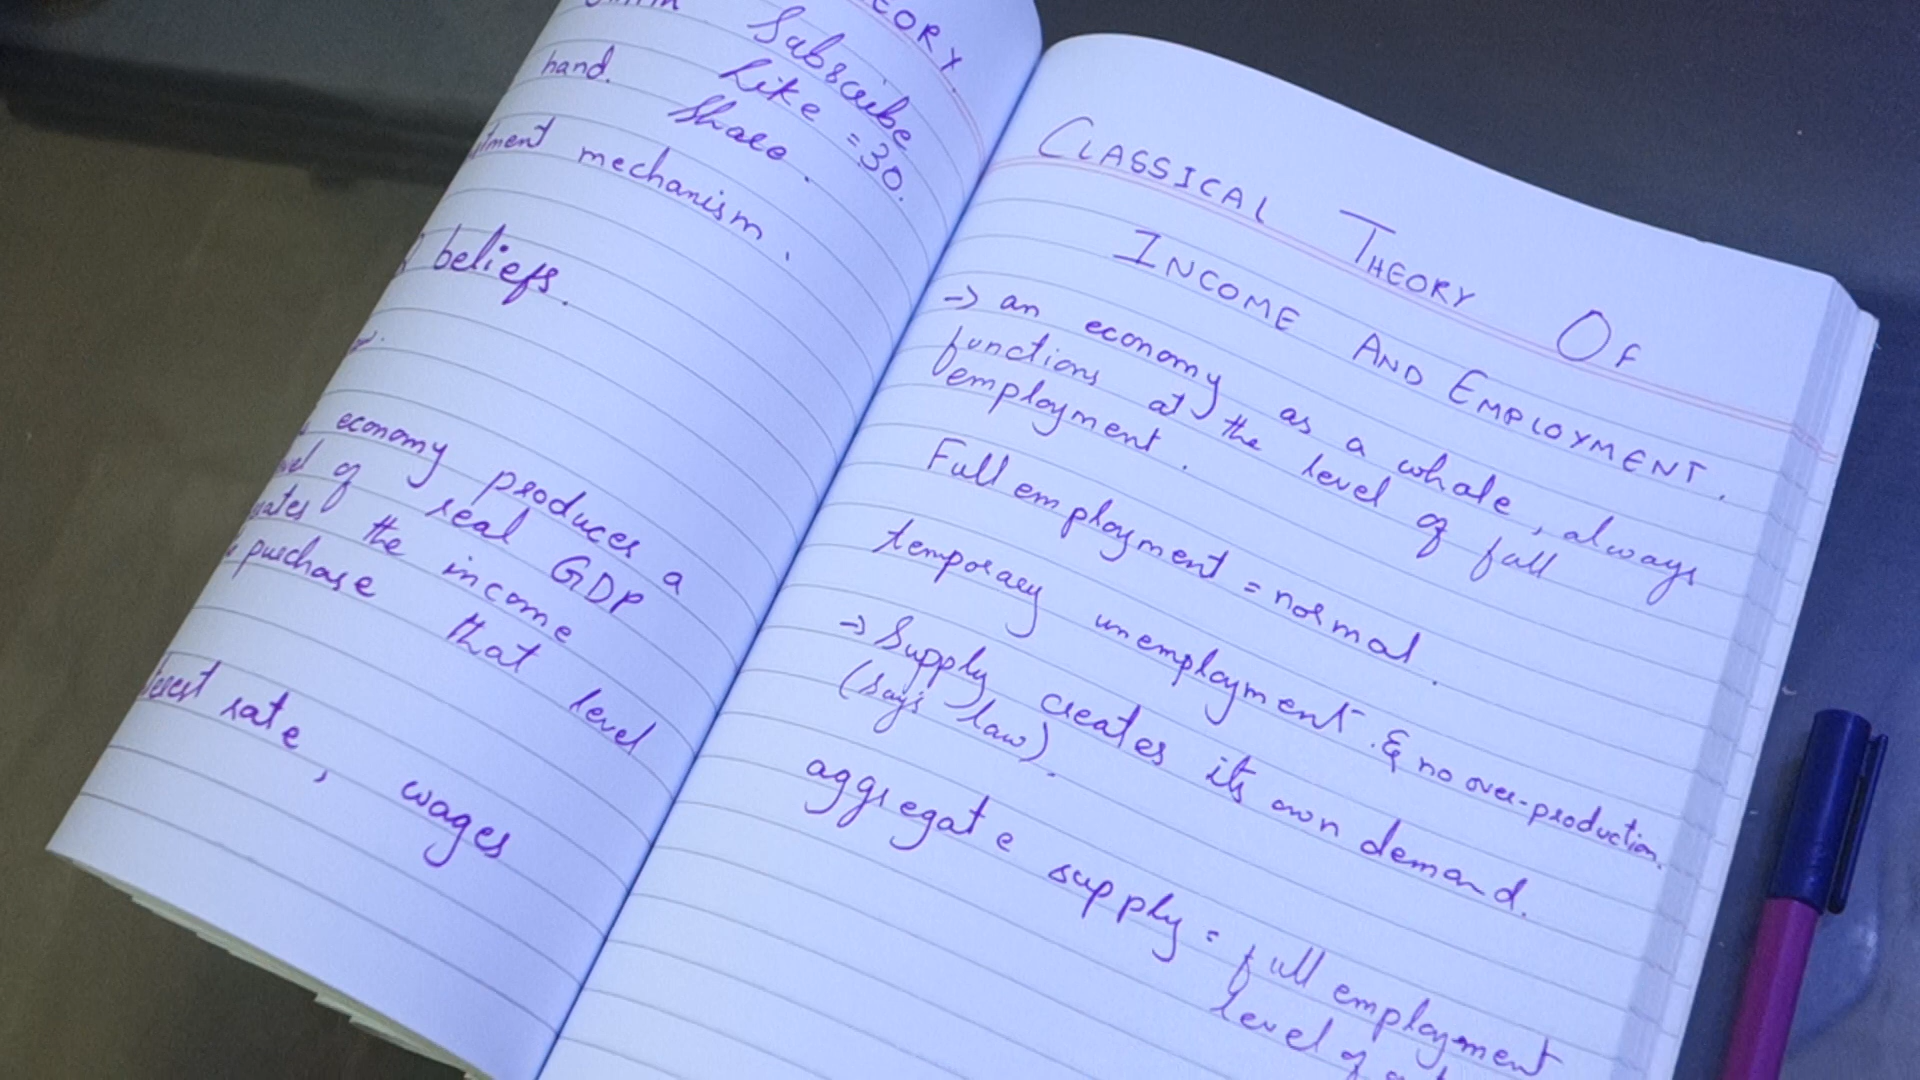 Subscribe
hand. Like = 30.
Share.
mechanism.
beliefs.
economy produces a
of real GDP
the income
purchase that level
rate, wages
CLASSICAL THEORY OF
INCOME AND EMPLOYMENT.
-> an economy as a whole, always
functions at the level of full
employment.
Full employment = normal.
temporary unemployment. & no over-production.
-> Supply creates its own demand.
(say's law).
aggregate supply = full employment
level of